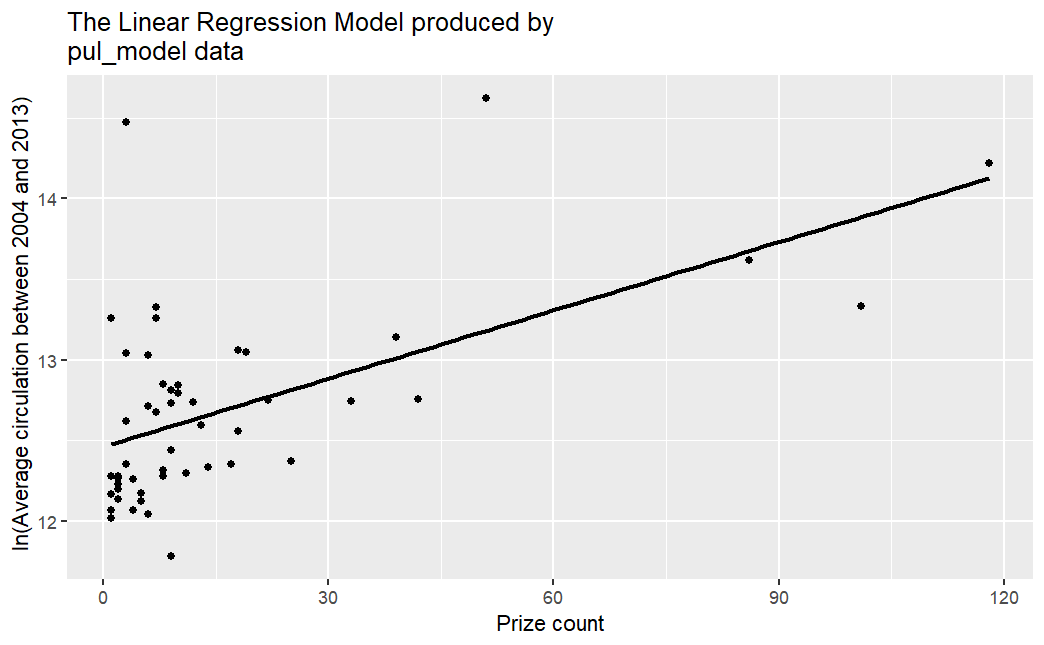 The Linear Regression Model produced by
pul_model data
ln(Average circulation between 2004 and 2013)
14
13
12
0
30
60
90
120
Prize count